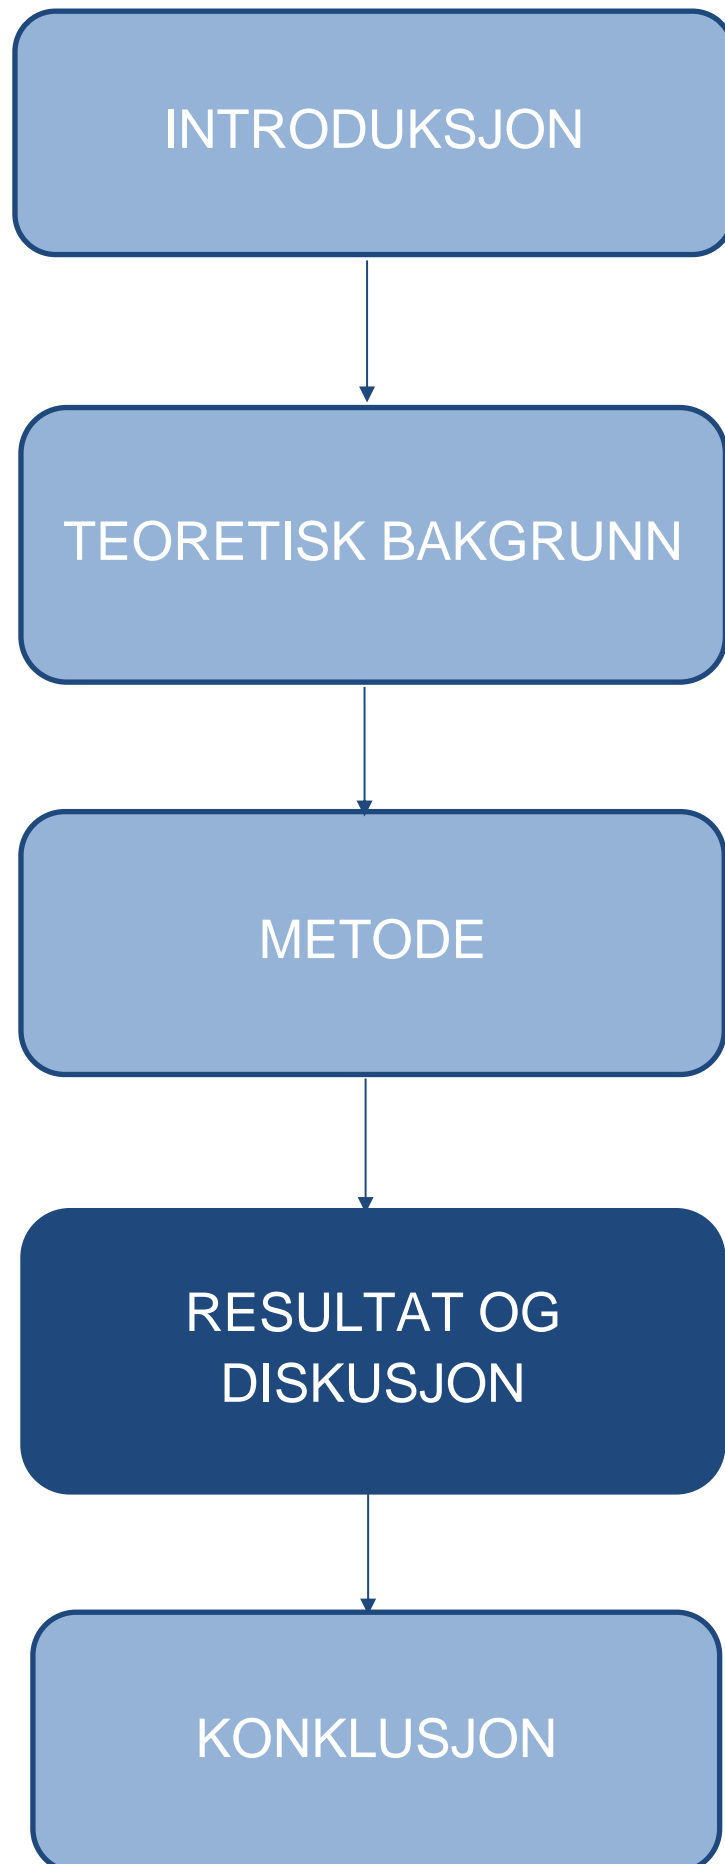 INTRODUKSJON
TEORETISK BAKGRUNN
METODE
RESULTAT OG
DISKUSJON
KONKLUSJON